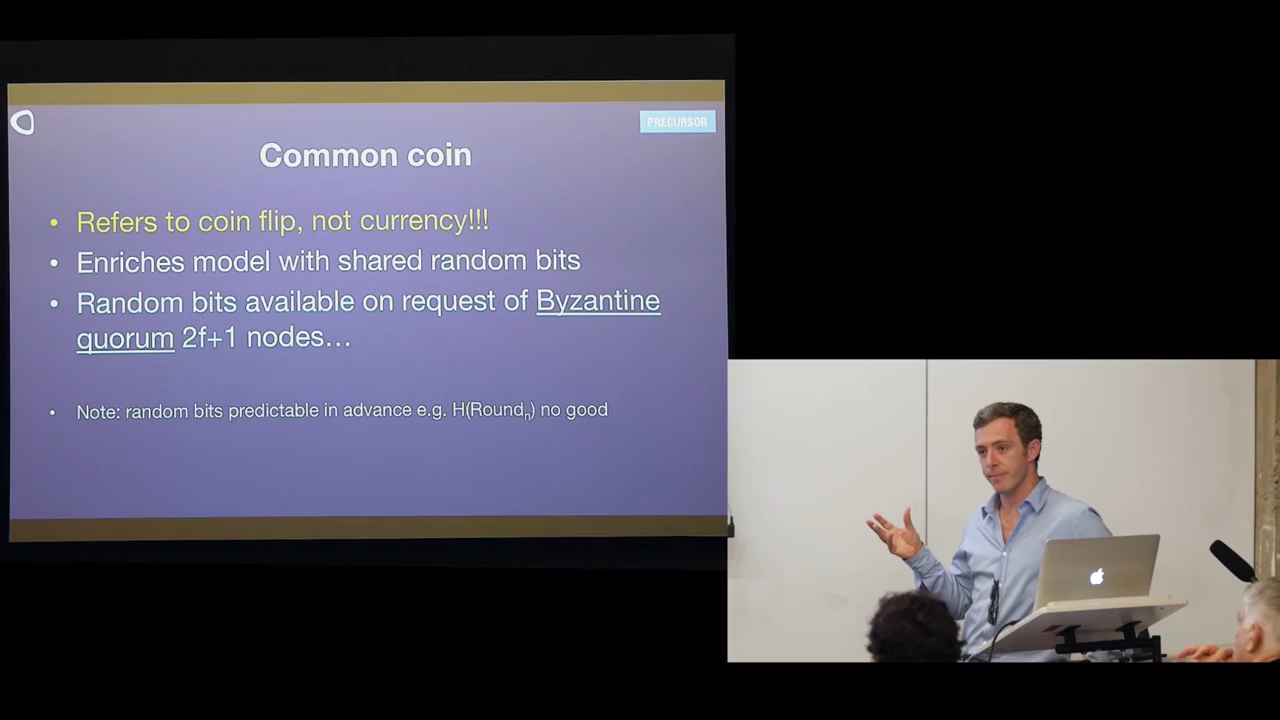 PRECURSOR
Common coin
• Refers to coin flip, not currency!!!
• Enriches model with shared random bits
• Random bits available on request of Byzantine
quorum 2f+1 nodes…
• Note: random bits predictable in advance e.g. H(Roundn) no good